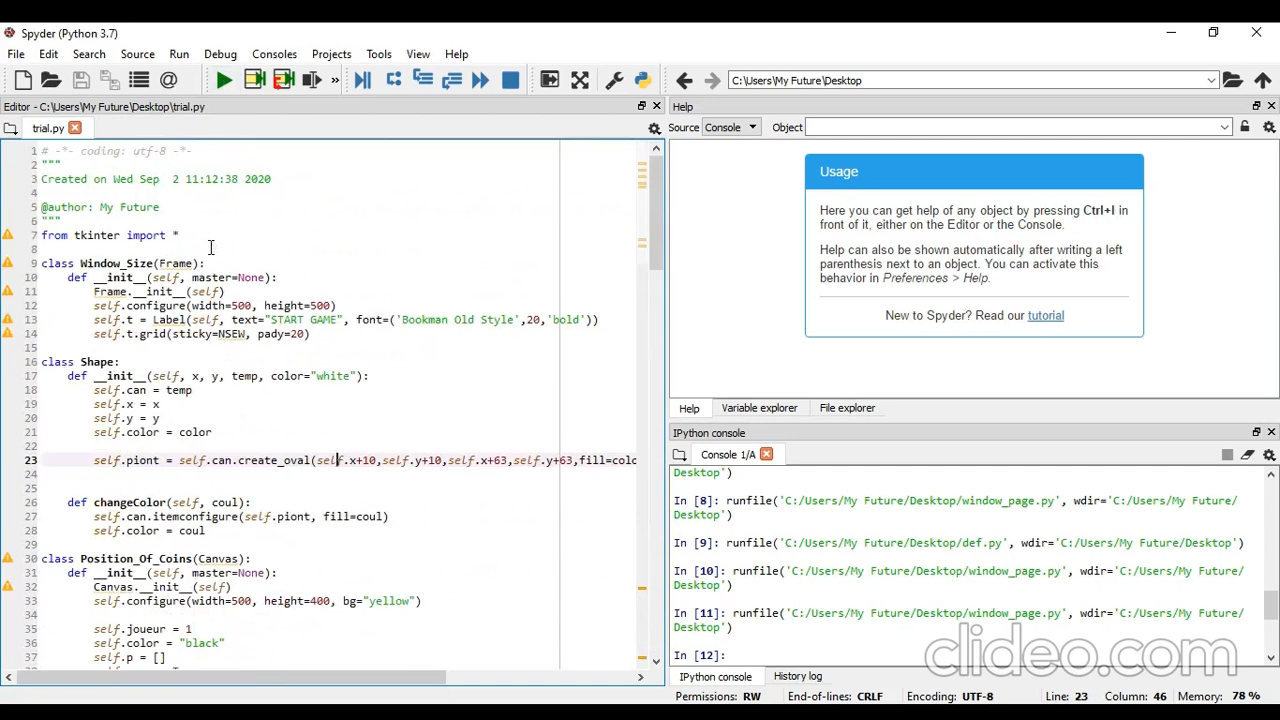 Spyder (Python 3.7)
File Edit Search Source Run Debug Consoles Projects Tools View Help
C:\Users\My Future\Desktop
Editor - C:\Users\My Future\Desktop\trial.py
trial.py
1 # -*- coding: utf-8 -*-
2 """
3 Created on Wed Sep  2 11:12:38 2020
4
5 @author: My Future
6 """
7 from tkinter import *
8
9 class Window_Size(Frame):
10     def __init__(self, master=None):
11         Frame.__init__(self)
12         self.configure(width=500, height=500)
13         self.t = Label(self, text="START GAME", font=('Bookman Old Style',20,'bold'))
14         self.t.grid(sticky=NSEW, pady=20)
15
16 class Shape:
17     def __init__(self, x, y, temp, color="white"):
18         self.can = temp
19         self.x = x
20         self.y = y
21         self.color = color
22
23         self.piont = self.can.create_oval(self.x+10,self.y+10,self.x+63,self.y+63,fill=colo
24
25
26     def changeColor(self, coul):
27         self.can.itemconfigure(self.piont, fill=coul)
28         self.color = coul
29
30 class Position_Of_Coins(Canvas):
31     def __init__(self, master=None):
32         Canvas.__init__(self)
33         self.configure(width=500, height=400, bg="yellow")
34
35         self.joueur = 1
36         self.color = "black"
37         self.p = []
Help
Source Console Object
Usage
Here you can get help of any object by pressing Ctrl+I in
front of it, either on the Editor or the Console.
Help can also be shown automatically after writing a left
parenthesis next to an object. You can activate this
behavior in Preferences > Help.
New to Spyder? Read our tutorial
Help Variable explorer File explorer
IPython console
Console 1/A
Desktop')
In [8]: runfile('C:/Users/My Future/Desktop/window_page.py', wdir='C:/Users/My Future/
Desktop')
In [9]: runfile('C:/Users/My Future/Desktop/def.py', wdir='C:/Users/My Future/Desktop')
In [10]: runfile('C:/Users/My Future/Desktop/window_page.py', wdir='C:/Users/My Future/
Desktop')
In [11]: runfile('C:/Users/My Future/Desktop/window_page.py', wdir='C:/Users/My Future/
Desktop')
In [12]:
clideo.com
IPython console History log
Permissions: RW End-of-lines: CRLF Encoding: UTF-8 Line: 23 Column: 46 Memory: 78 %